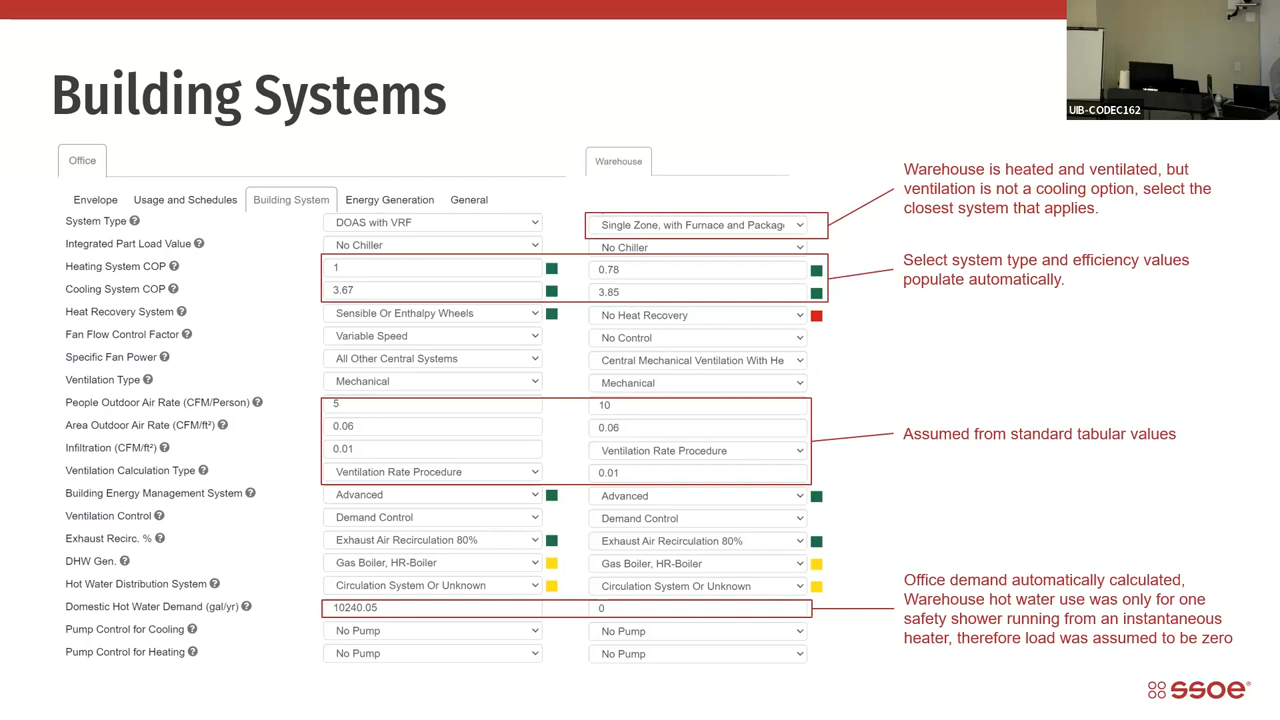 UIB-CODEC162
Building Systems
Office
Warehouse
Envelope Usage and Schedules Building System Energy Generation General
System Type ? DOAS with VRF Single Zone, with Furnace and Packag
Integrated Part Load Value ? No Chiller No Chiller
Heating System COP ? 1 0.78
Cooling System COP ? 3.67 3.85
Heat Recovery System ? Sensible Or Enthalpy Wheels No Heat Recovery
Fan Flow Control Factor ? Variable Speed No Control
Specific Fan Power ? All Other Central Systems Central Mechanical Ventilation With He
Ventilation Type ? Mechanical Mechanical
People Outdoor Air Rate (CFM/Person) ? 5 10
Area Outdoor Air Rate (CFM/ft²) ? 0.06 0.06
Infiltration (CFM/ft²) ? 0.01 Ventilation Rate Procedure
Ventilation Calculation Type ? Ventilation Rate Procedure 0.01
Building Energy Management System ? Advanced Advanced
Ventilation Control ? Demand Control Demand Control
Exhaust Recirc. % ? Exhaust Air Recirculation 80% Exhaust Air Recirculation 80%
DHW Gen. ? Gas Boiler, HR-Boiler Gas Boiler, HR-Boiler
Hot Water Distribution System ? Circulation System Or Unknown Circulation System Or Unknown
Domestic Hot Water Demand (gal/yr) ? 10240.05 0
Pump Control for Cooling ? No Pump No Pump
Pump Control for Heating ? No Pump No Pump
Warehouse is heated and ventilated, but
ventilation is not a cooling option, select the
closest system that applies.
Select system type and efficiency values
populate automatically.
Assumed from standard tabular values
Office demand automatically calculated,
Warehouse hot water use was only for one
safety shower running from an instantaneous
heater, therefore load was assumed to be zero
ssoe®